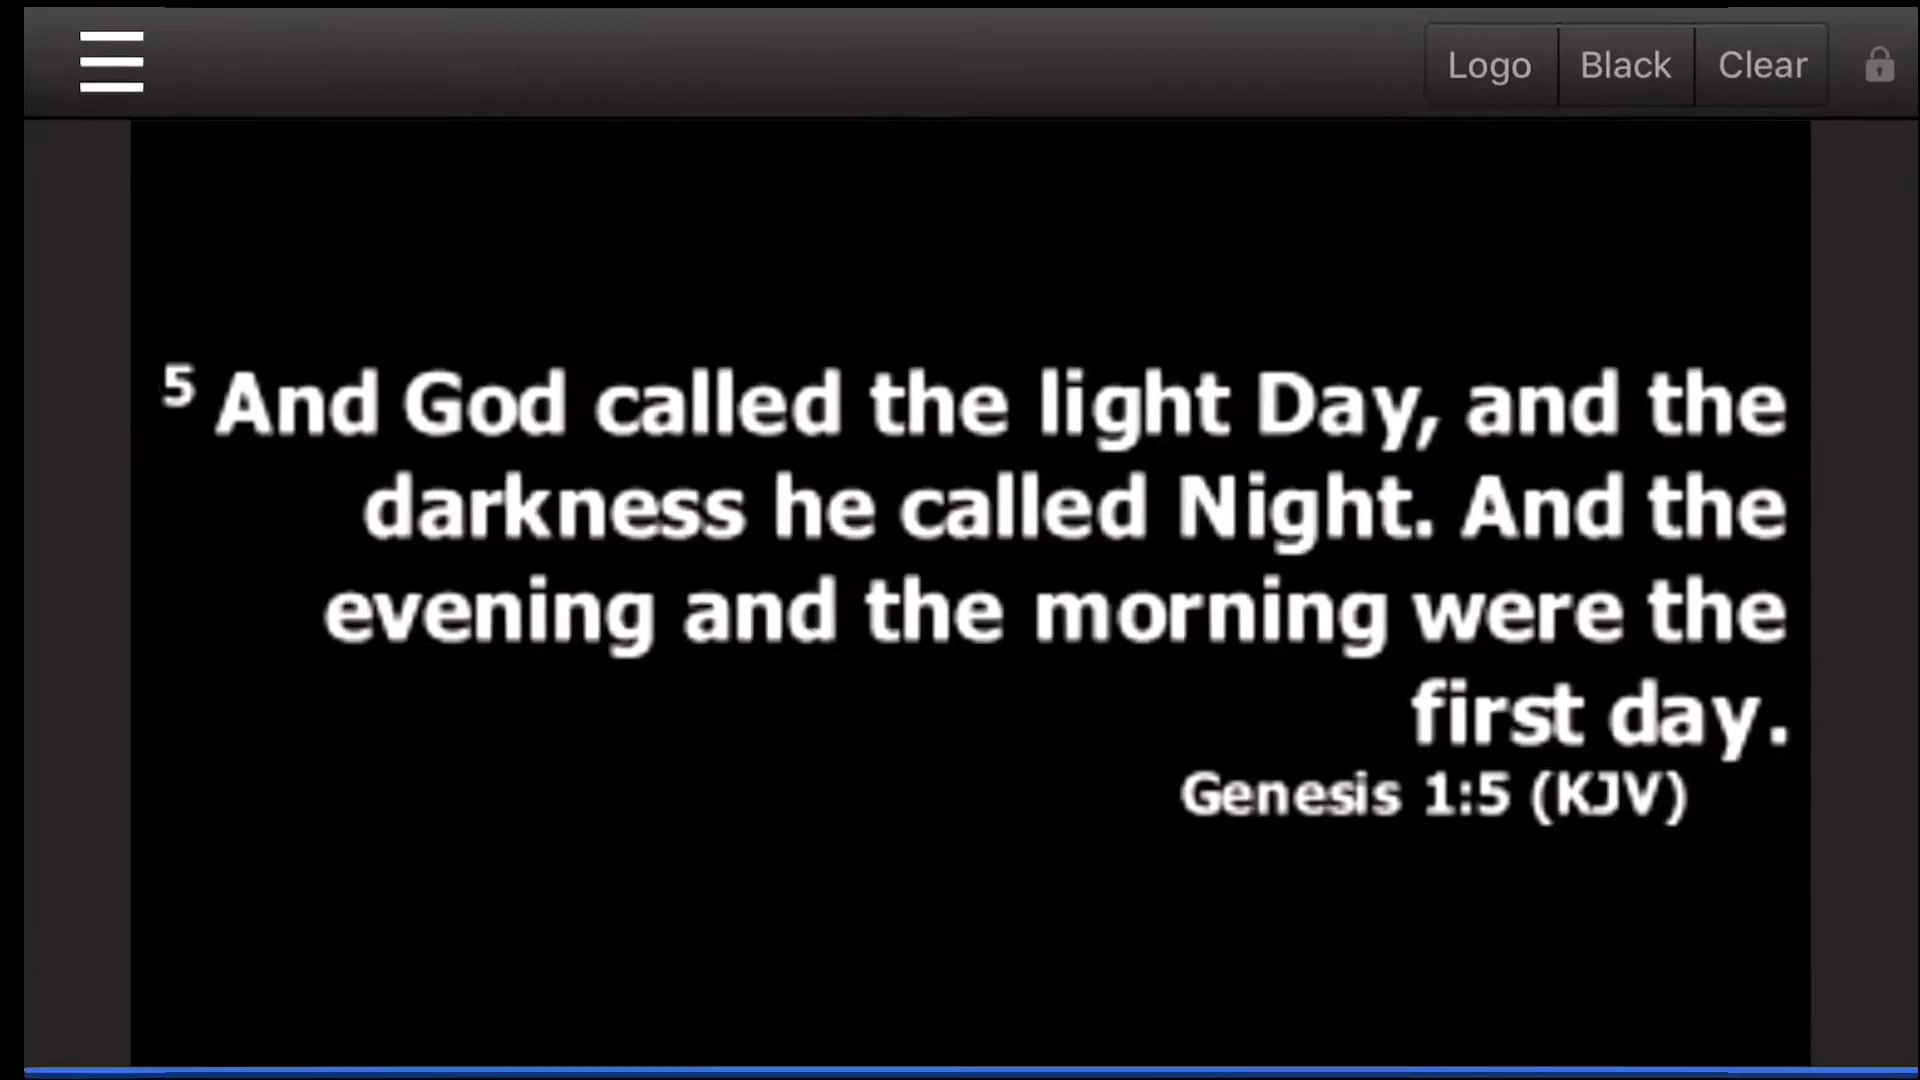 Logo Black Clear
5 And God called the light Day, and the
darkness he called Night. And the
evening and the morning were the
first day.
Genesis 1:5 (KJV)